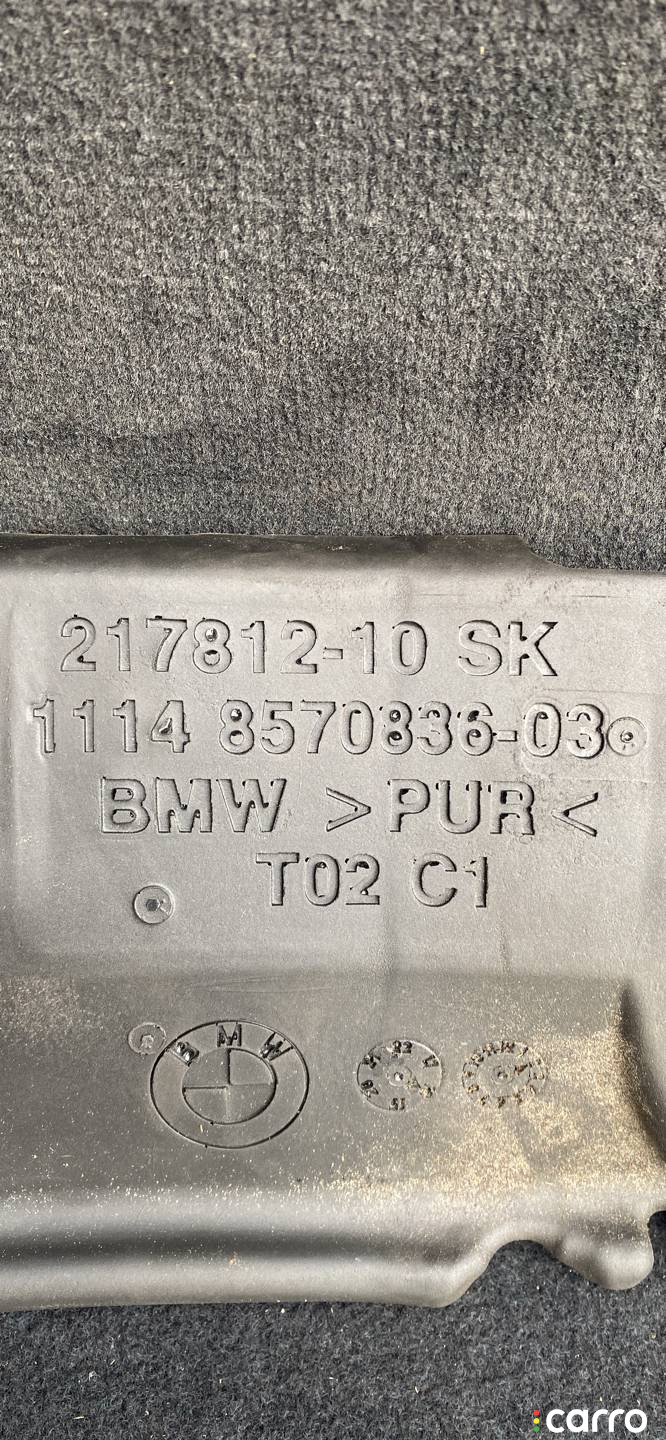 217812-10 SK
1114 8570836-03
BMW >PUR<
T02 C1
BMW
carro